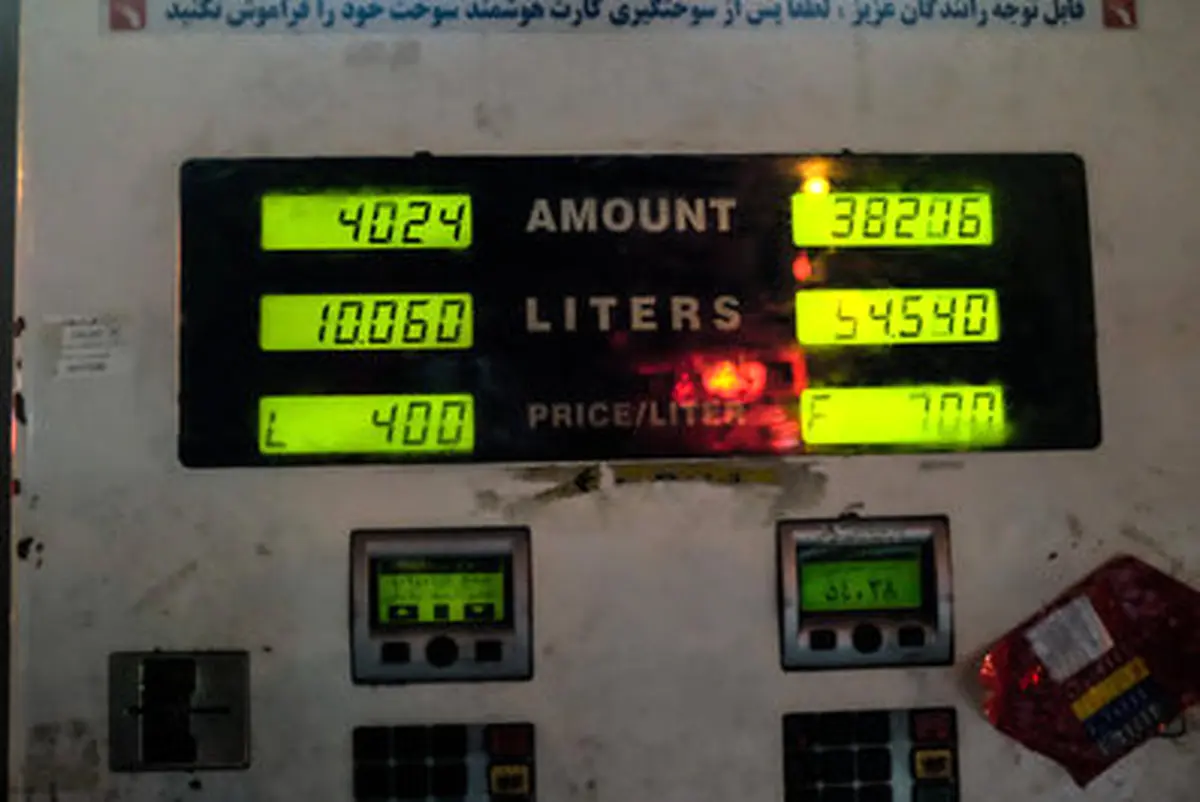 قابل توجه رانندگان عزیز ، لطفا پس از سوختگیری کارت هوشمند سوخت خود را فراموش نکنید
4024 AMOUNT 38206
10.060 LITERS 54.540
L 400 PRICE/LITER F 700